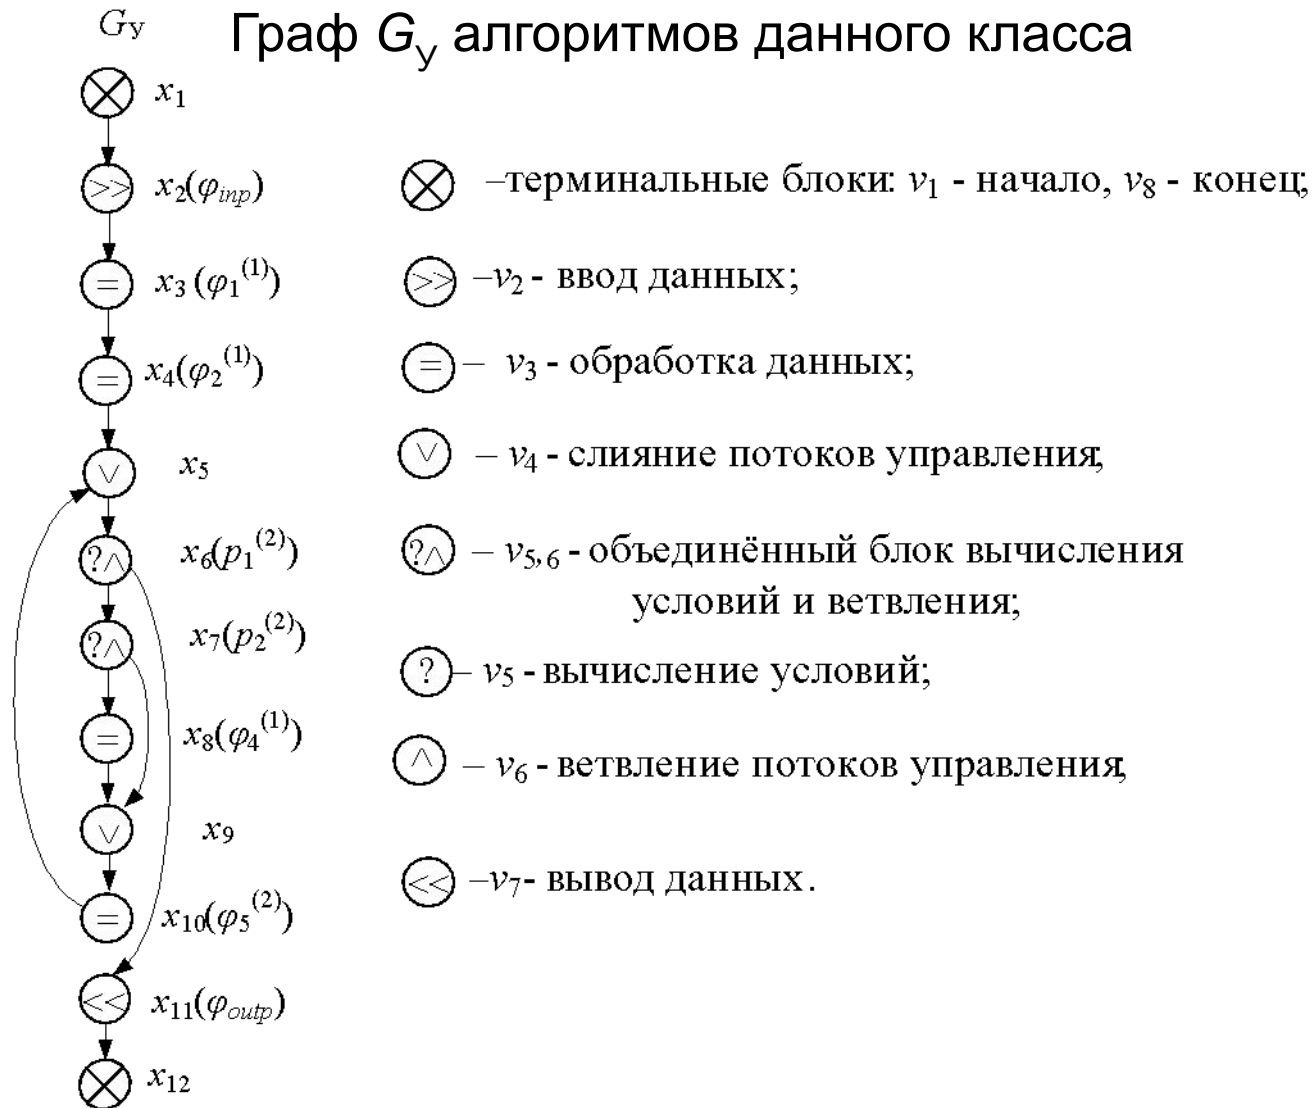 Gу
Граф Gу алгоритмов данного класса
x1
>> x2(φinp)
= x3 (φ1(1))
= x4(φ2(1))
∨ x5
?∧ x6(p1(2))
?∧ x7(p2(2))
= x8(φ4(1))
∨ x9
= x10(φ5(2))
<< x11(φoutp)
x12
–терминальные блоки: v1 - начало, v8 - конец;
>> –v2 - ввод данных;
= – v3 - обработка данных;
∨ – v4 - слияние потоков управления;
?∧ – v5,6 - объединённый блок вычисления
условий и ветвления;
? – v5 - вычисление условий;
∧ – v6 - ветвление потоков управления;
<< –v7- вывод данных.